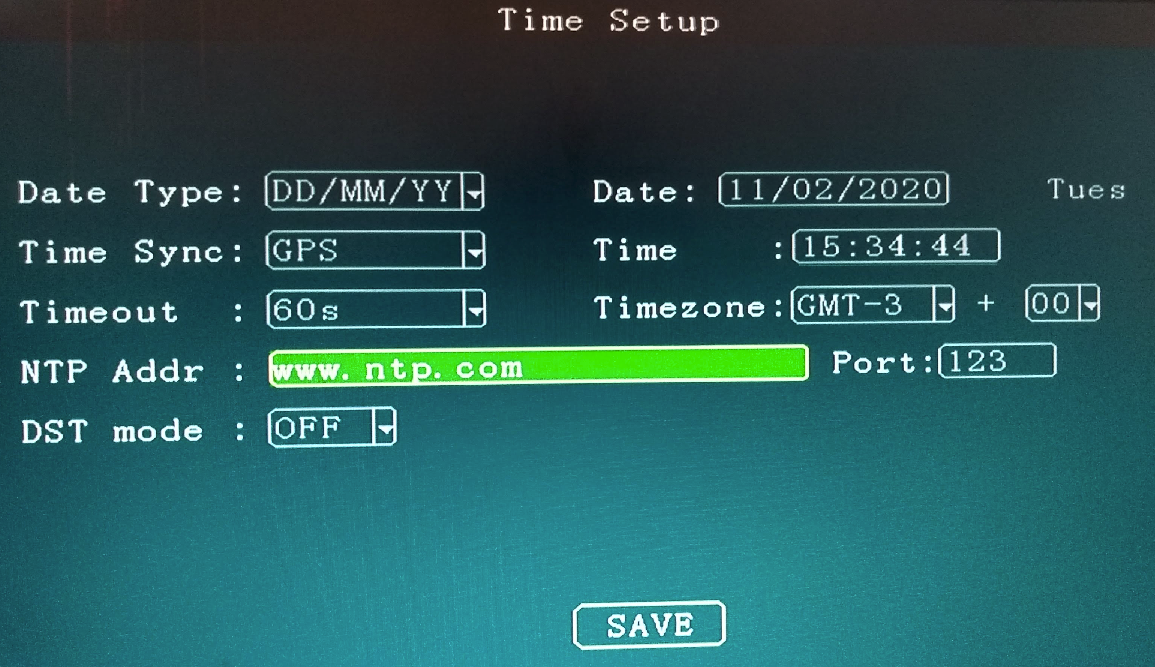 Time Setup
Date Type: DD/MM/YY Date: 11/02/2020 Tues
Time Sync: GPS Time :15:34:44
Timeout : 60s Timezone: GMT-3 + 00
NTP Addr : www.ntp.com Port: 123
DST mode : OFF
SAVE